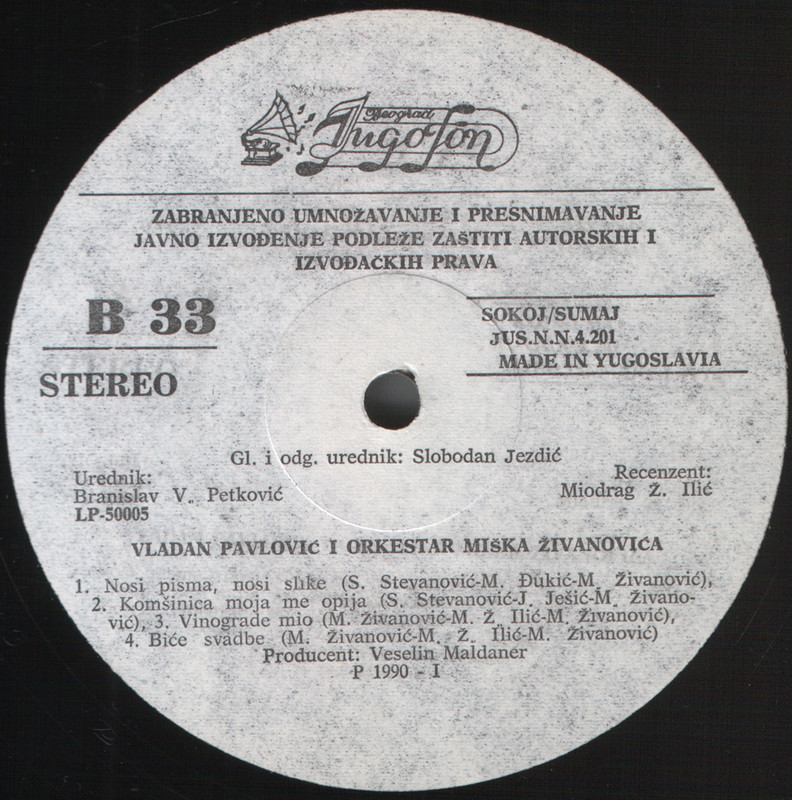 Beograd
Jugofon
ZABRANJENO UMNOŽAVANJE I PRESNIMAVANJE
JAVNO IZVOĐENJE PODLEŽE ZAŠTITI AUTORSKIH I
IZVOĐAČKIH PRAVA
B 33
STEREO
SOKOJ/SUMAJ
JUS.N.N.4.201
MADE IN YUGOSLAVIA
Gl. i odg. urednik: Slobodan Jezdić
Urednik:
Branislav V. Petković
LP-50005
Recenzent:
Miodrag Ž. Ilić
VLADAN PAVLOVIĆ I ORKESTAR MIŠKA ŽIVANOVIĆA
1. Nosi pisma, nosi slike (S. Stevanović-M. Đukić-M. Živanović),
2. Komšinica moja me opija (S. Stevanović-J. Ješić-M. Živano-
vić), 3. Vinograde mio (M. Živanović-M. Ž. Ilić-M. Živanović),
4. Biće svadbe (M. Živanović-M. Ž. Ilić-M. Živanović)
Producent: Veselin Maldaner
P 1990 - I